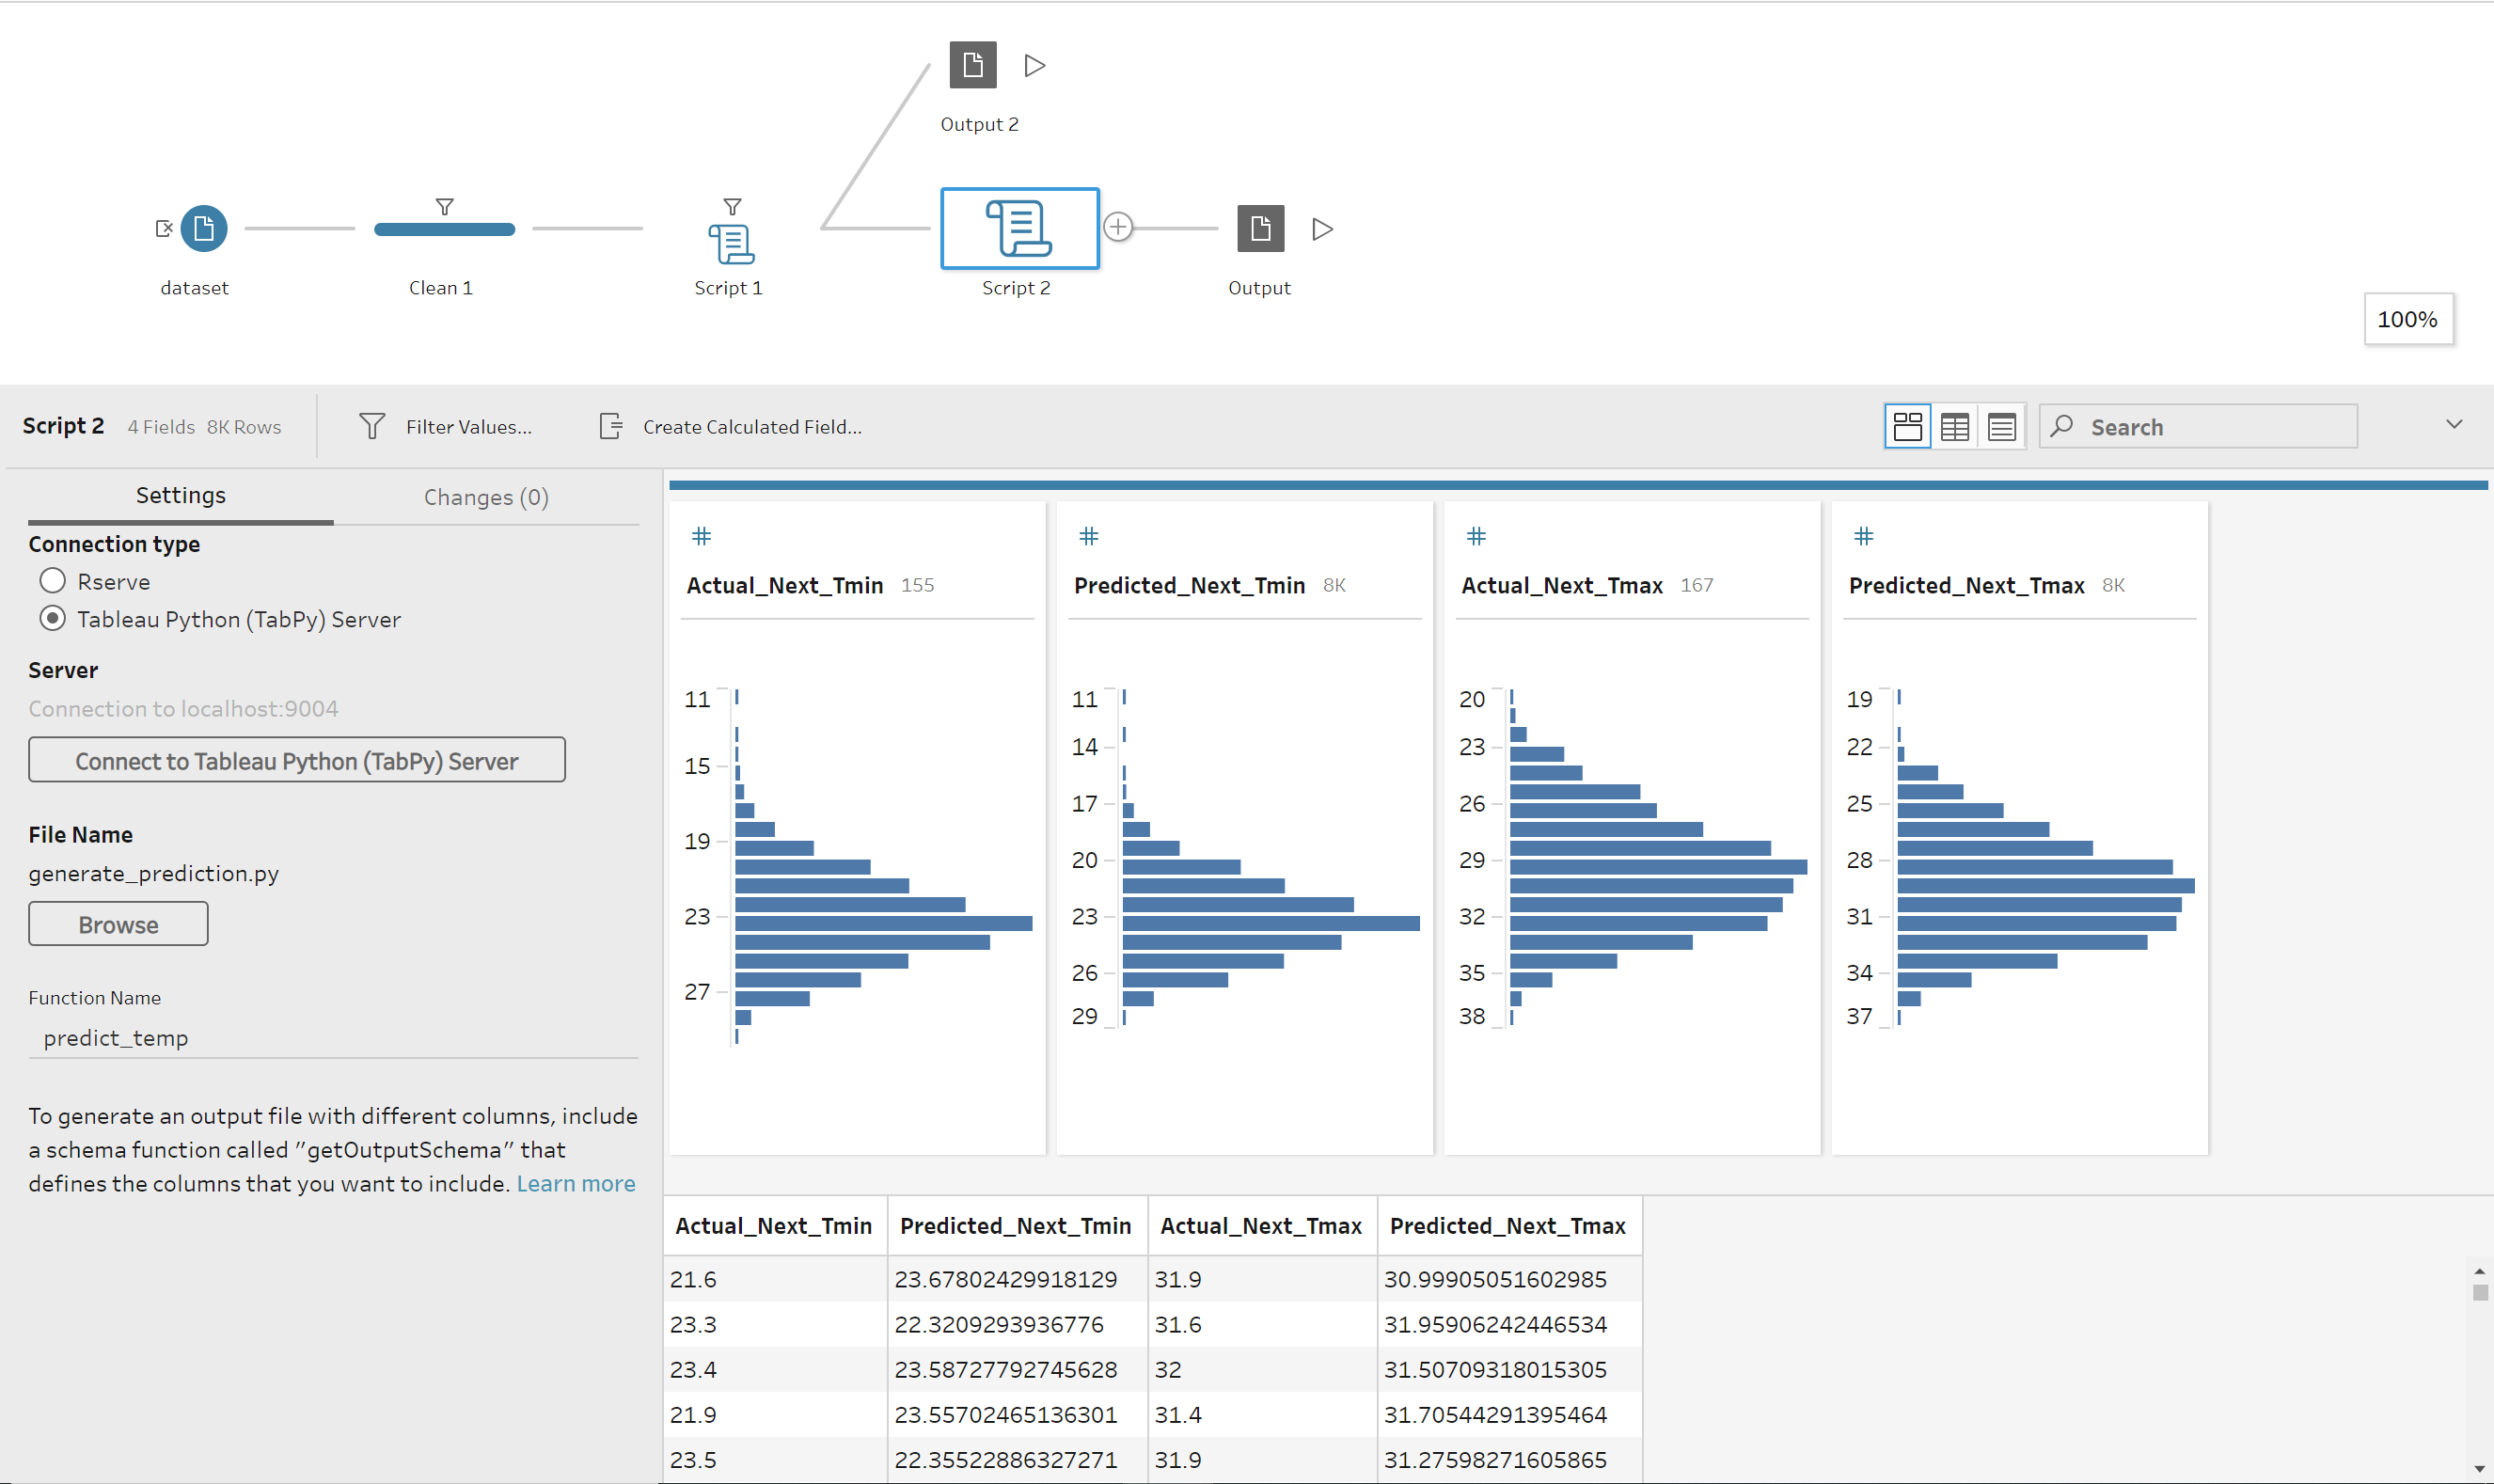 Output 2
dataset
Clean 1
Script 1
Script 2
Output
100%
Script 2 4 Fields 8K Rows Filter Values... Create Calculated Field... Search
Settings Changes (0)
Connection type
Rserve
Tableau Python (TabPy) Server
Server
Connection to localhost:9004
Connect to Tableau Python (TabPy) Server
File Name
generate_prediction.py
Browse
Function Name
predict_temp
To generate an output file with different columns, include
a schema function called "getOutputSchema" that
defines the columns that you want to include. Learn more
#
Actual_Next_Tmin 155
11
15
19
23
27
#
Predicted_Next_Tmin 8K
11
14
17
20
23
26
29
#
Actual_Next_Tmax 167
20
23
26
29
32
35
38
#
Predicted_Next_Tmax 8K
19
22
25
28
31
34
37
Actual_Next_Tmin Predicted_Next_Tmin Actual_Next_Tmax Predicted_Next_Tmax
21.6 23.67802429918129 31.9 30.99905051602985
23.3 22.3209293936776 31.6 31.95906242446534
23.4 23.58727792745628 32 31.50709318015305
21.9 23.55702465136301 31.4 31.70544291395464
23.5 22.35522886327271 31.9 31.27598271605865